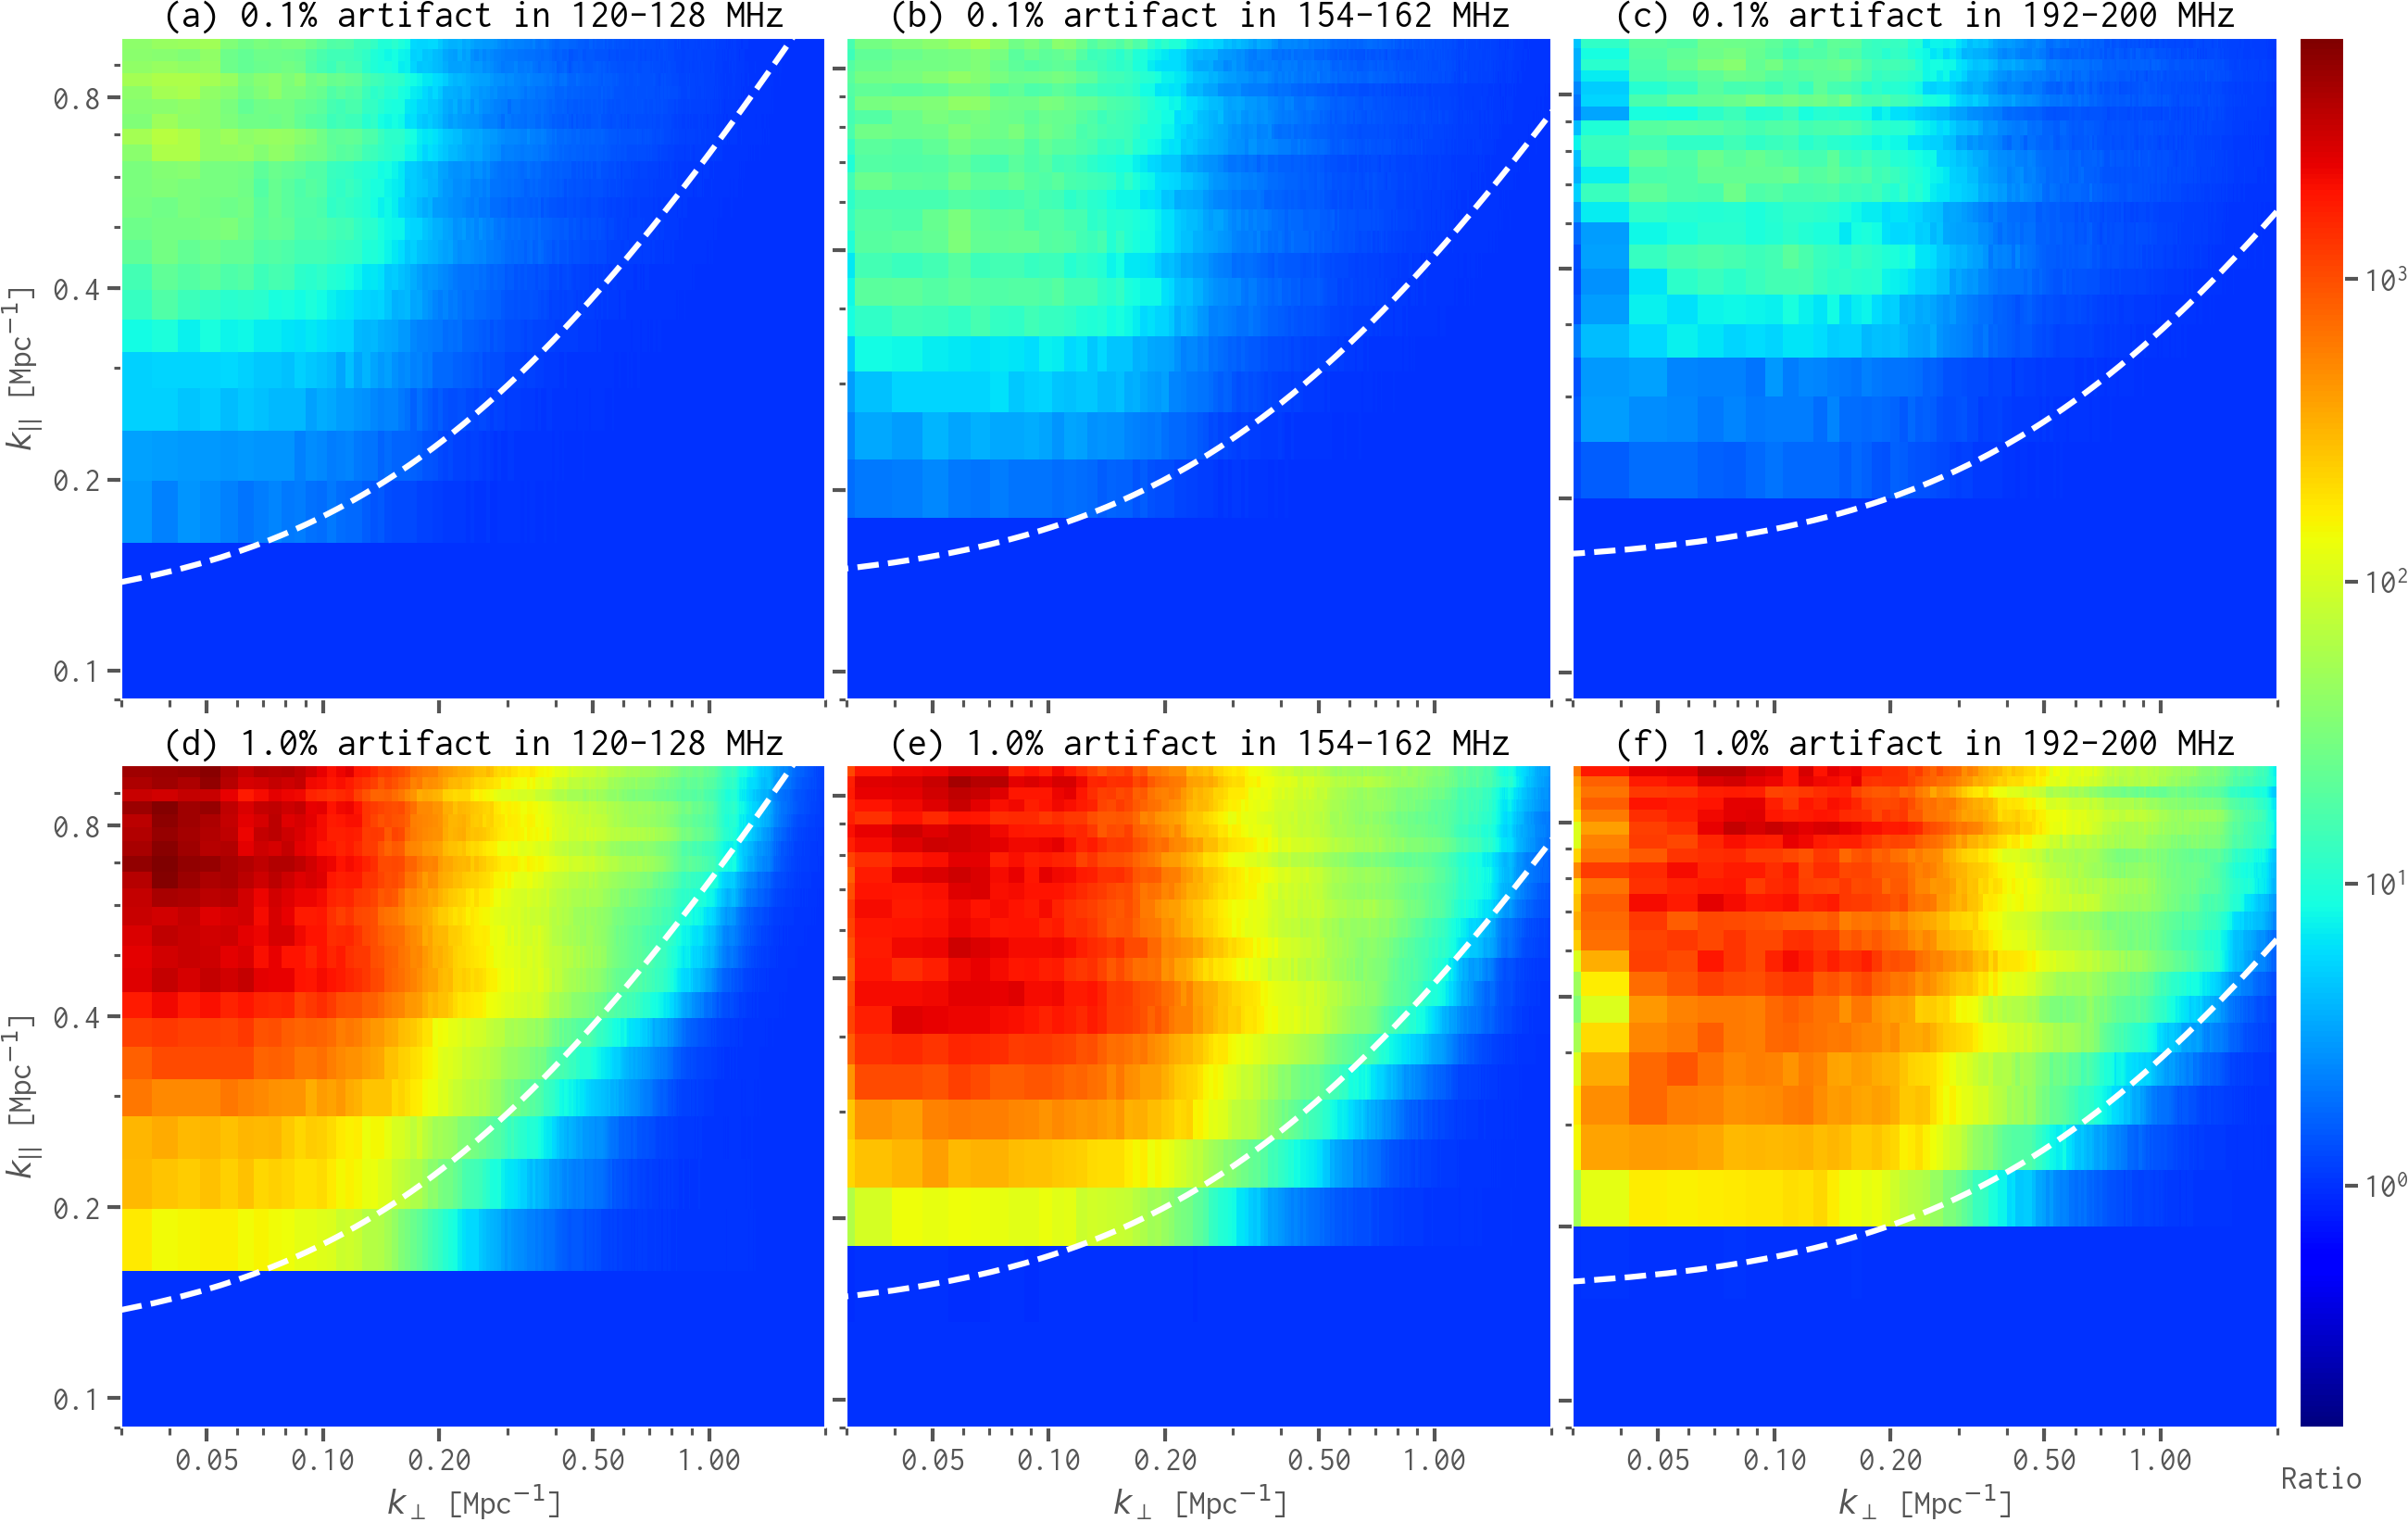 (a) 0.1% artifact in 120-128 MHz
(b) 0.1% artifact in 154-162 MHz
(c) 0.1% artifact in 192-200 MHz
0.8
0.4
0.2
0.1
k|| [Mpc⁻¹]
10³
10²
10¹
10⁰
(d) 1.0% artifact in 120-128 MHz
(e) 1.0% artifact in 154-162 MHz
(f) 1.0% artifact in 192-200 MHz
0.8
0.4
0.2
0.1
k|| [Mpc⁻¹]
0.05 0.10 0.20 0.50 1.00
0.05 0.10 0.20 0.50 1.00
0.05 0.10 0.20 0.50 1.00
k⊥ [Mpc⁻¹]
k⊥ [Mpc⁻¹]
k⊥ [Mpc⁻¹]
Ratio